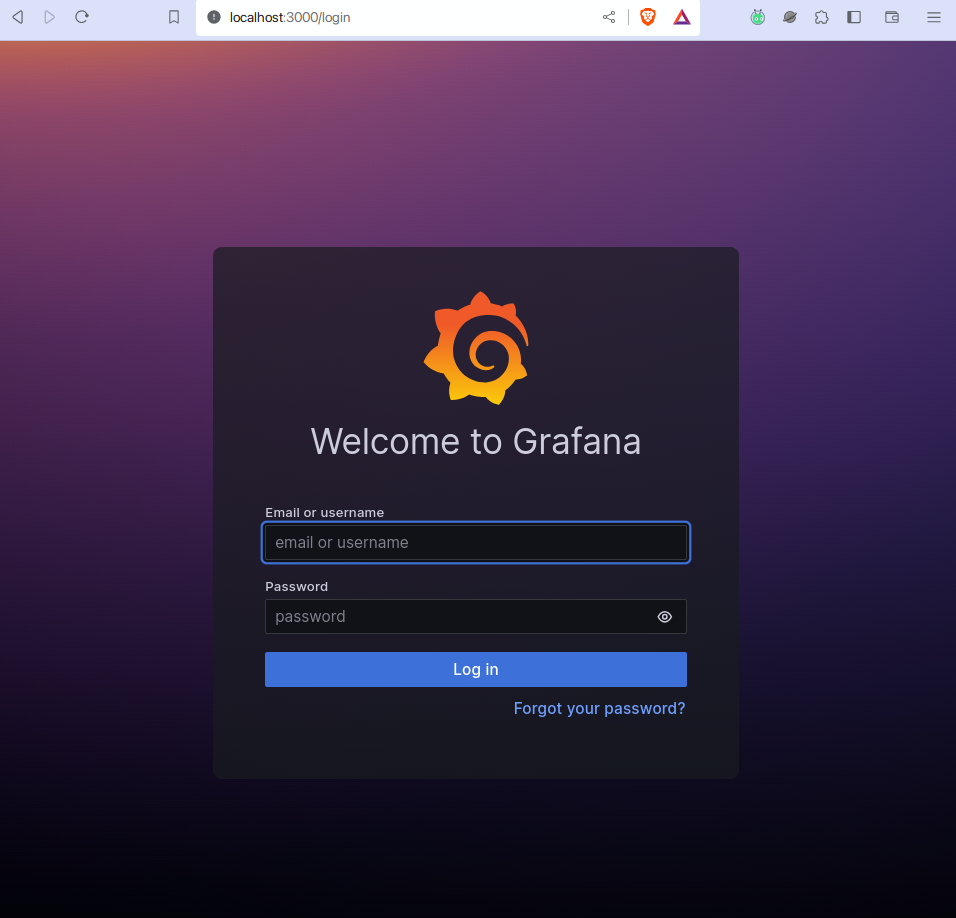 localhost:3000/login
Welcome to Grafana
Email or username
email or username
Password
password
Log in
Forgot your password?